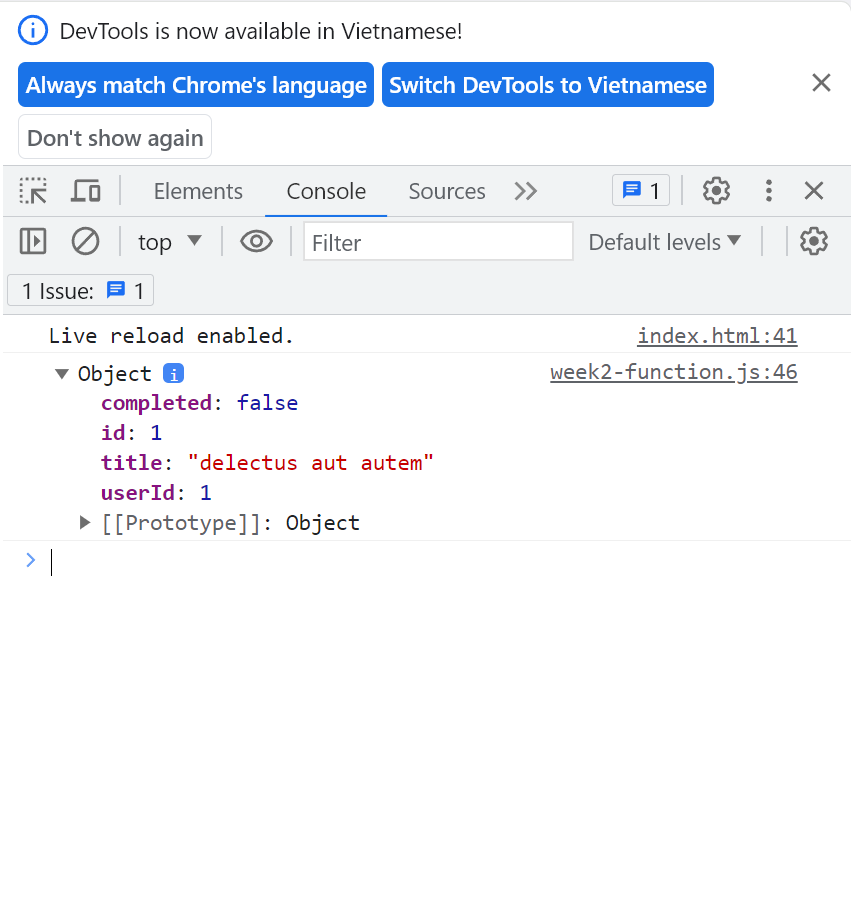 DevTools is now available in Vietnamese!
Always match Chrome's language Switch DevTools to Vietnamese
Don't show again
Elements Console Sources 1
top Filter Default levels
1 Issue: 1
Live reload enabled. index.html:41
Object i week2-function.js:46
completed: false
id: 1
title: "delectus aut autem"
userId: 1
[[Prototype]]: Object